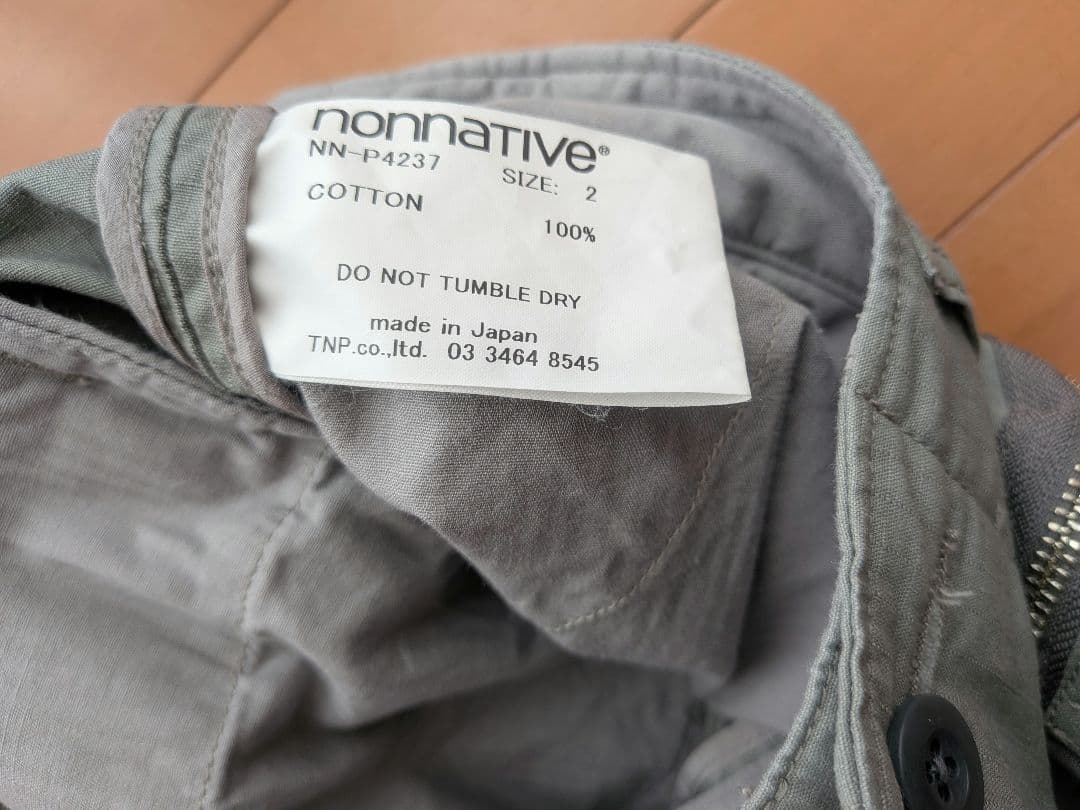 nonnative®
NN-P4237
SIZE: 2
COTTON
100%
DO NOT TUMBLE DRY
made in Japan
TNP.co.,ltd. 03 3464 8545